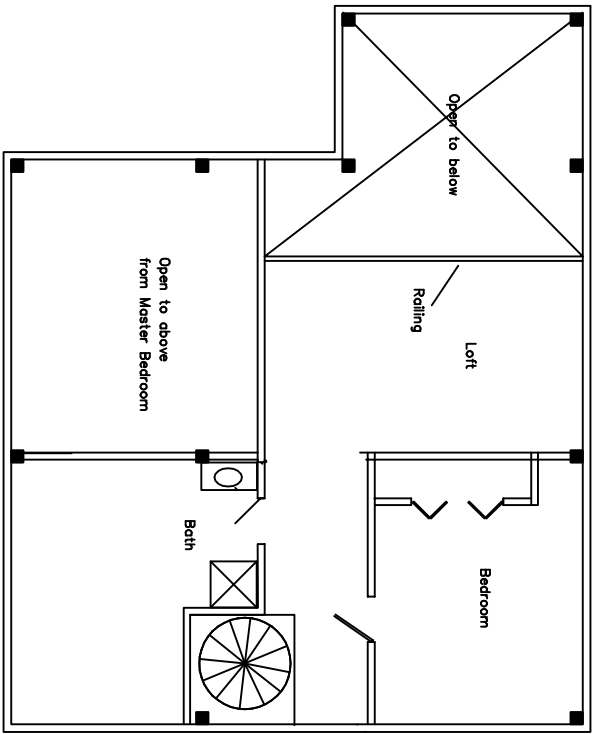 Open to below
Railing
Loft
Open to above
from Master Bedroom
Bath
Bedroom